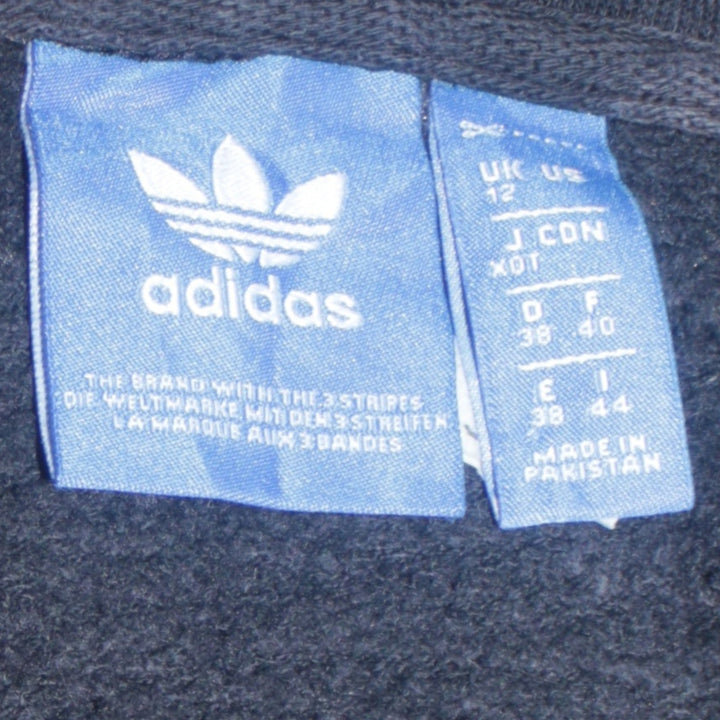 adidas
THE BRAND WITH THE 3 STRIPES
DIE WELTMARKE MIT DEN 3 STREIFEN
LA MARQUE AUX 3 BANDES
UK US
12
J CDN
XOT
D F
38 40
E I
38 44
MADE IN
PAKISTAN